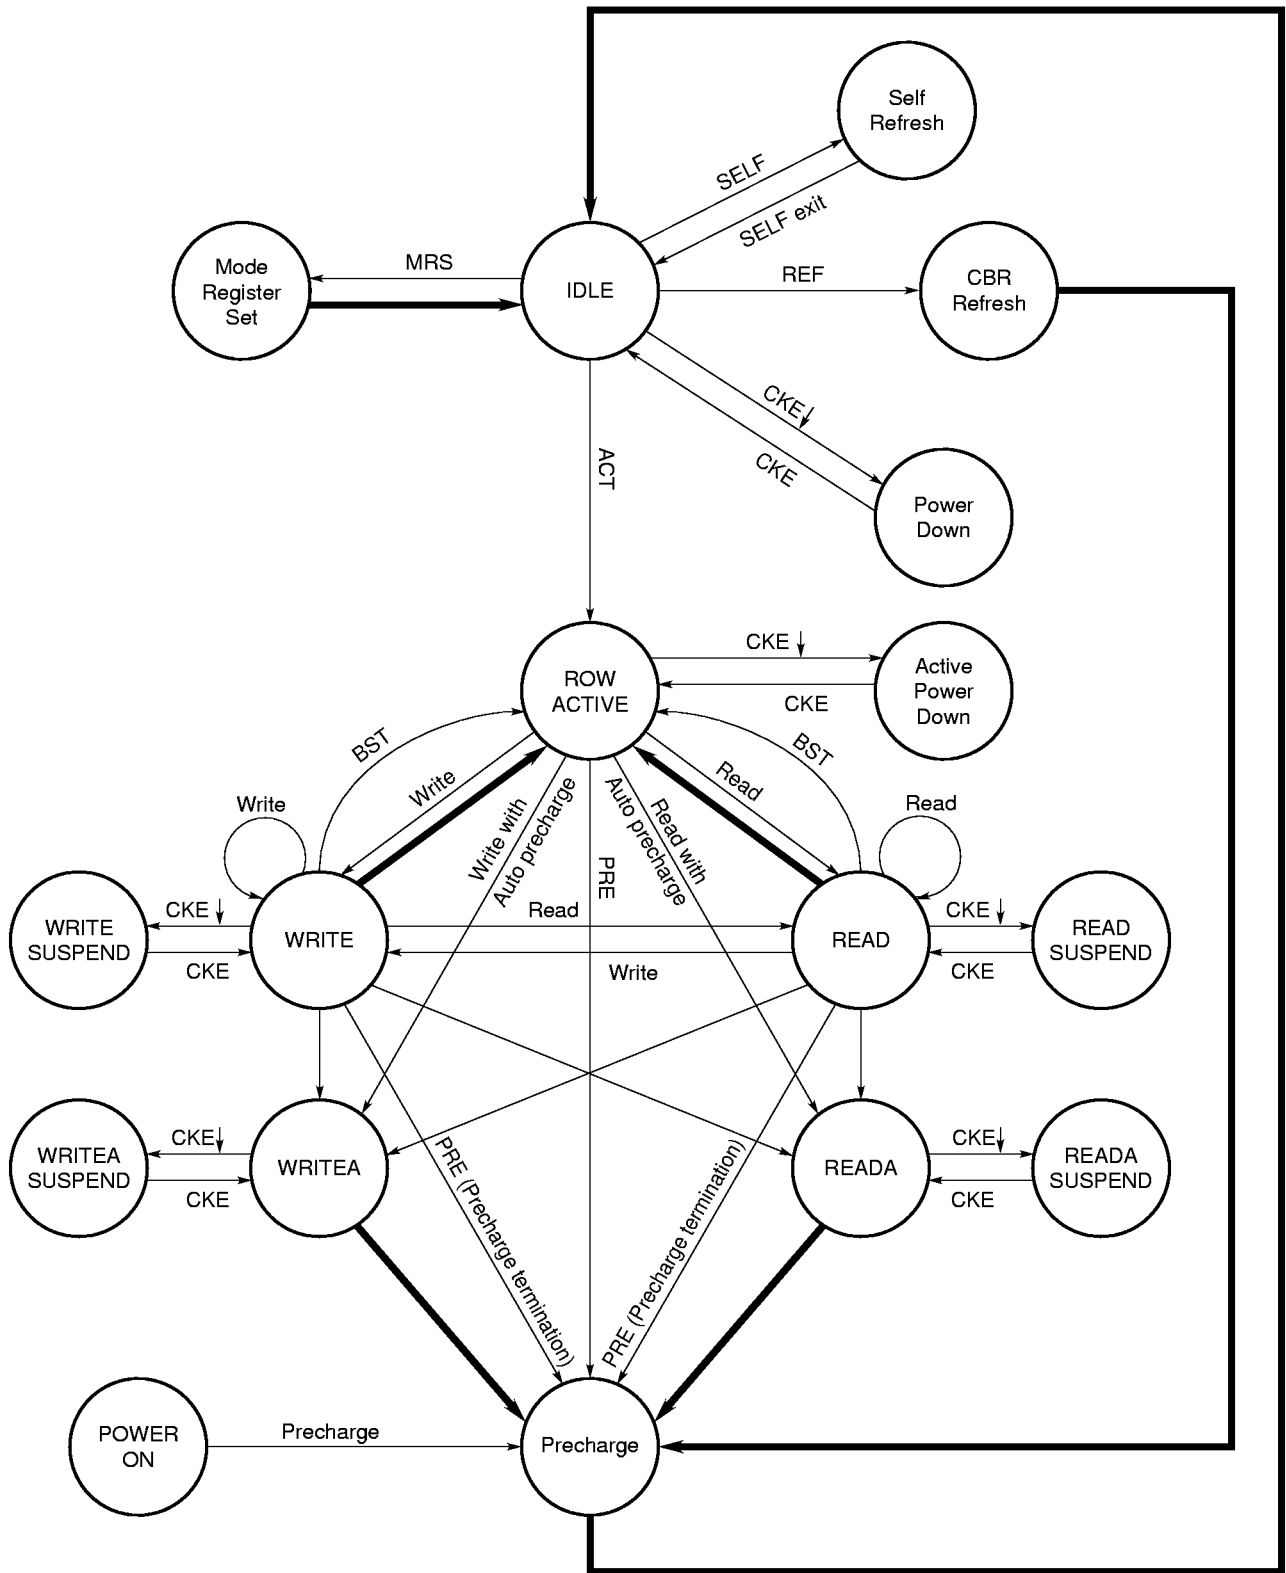 Self
Refresh
SELF
SELF exit
Mode
Register
Set
MRS
IDLE
REF
CBR
Refresh
CKE↓
CKE
ACT
Power
Down
ROW
ACTIVE
CKE ↓
CKE
Active
Power
Down
BST
Write
Write
Write with
Auto precharge
PRE
Read with
Auto precharge
Read
BST
Read
WRITE
SUSPEND
CKE ↓
CKE
WRITE
Read
Write
READ
CKE ↓
CKE
READ
SUSPEND
WRITEA
SUSPEND
CKE↓
CKE
WRITEA
PRE (Precharge termination)
PRE (Precharge termination)
READA
CKE↓
CKE
READA
SUSPEND
POWER
ON
Precharge
Precharge